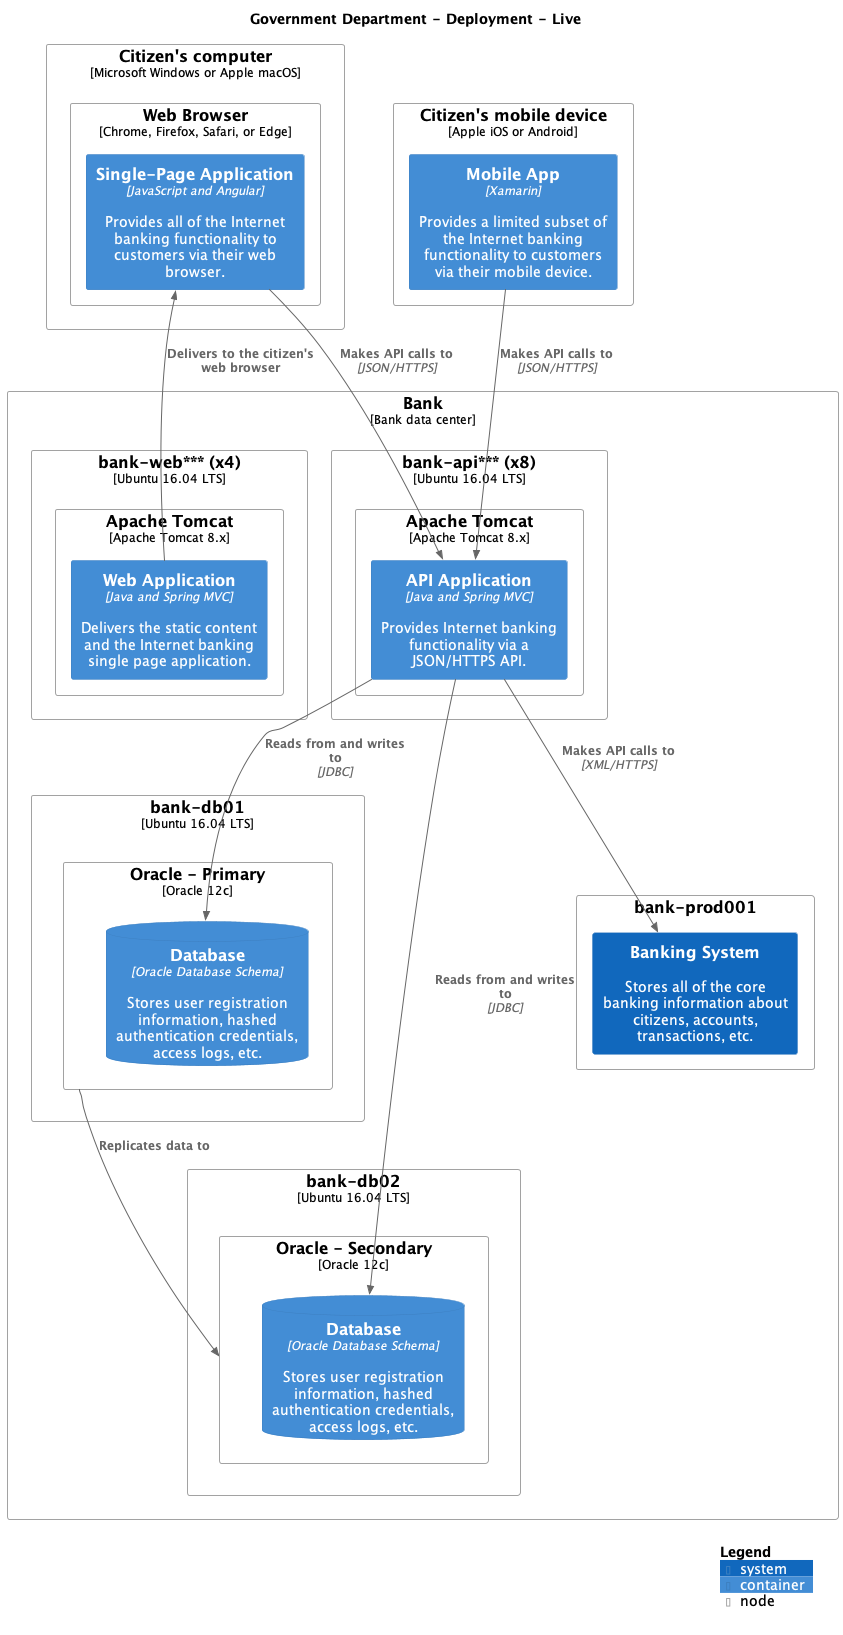 Government Department - Deployment - Live
Citizen's computer
[Microsoft Windows or Apple macOS]
Web Browser
[Chrome, Firefox, Safari, or Edge]
Single-Page Application
[JavaScript and Angular]
Provides all of the Internet
banking functionality to
customers via their web
browser.
Citizen's mobile device
[Apple iOS or Android]
Mobile App
[Xamarin]
Provides a limited subset of
the Internet banking
functionality to customers
via their mobile device.
Delivers to the citizen's
web browser
Makes API calls to
[JSON/HTTPS]
Makes API calls to
[JSON/HTTPS]
Bank
[Bank data center]
bank-web*** (x4)
[Ubuntu 16.04 LTS]
Apache Tomcat
[Apache Tomcat 8.x]
Web Application
[Java and Spring MVC]
Delivers the static content
and the Internet banking
single page application.
bank-api*** (x8)
[Ubuntu 16.04 LTS]
Apache Tomcat
[Apache Tomcat 8.x]
API Application
[Java and Spring MVC]
Provides Internet banking
functionality via a
JSON/HTTPS API.
Reads from and writes
to
[JDBC]
Makes API calls to
[XML/HTTPS]
bank-db01
[Ubuntu 16.04 LTS]
Oracle - Primary
[Oracle 12c]
Database
[Oracle Database Schema]
Stores user registration
information, hashed
authentication credentials,
access logs, etc.
bank-prod001
Banking System
Stores all of the core
banking information about
citizens, accounts,
transactions, etc.
Reads from and writes
to
[JDBC]
Replicates data to
bank-db02
[Ubuntu 16.04 LTS]
Oracle - Secondary
[Oracle 12c]
Database
[Oracle Database Schema]
Stores user registration
information, hashed
authentication credentials,
access logs, etc.
Legend
system
container
node